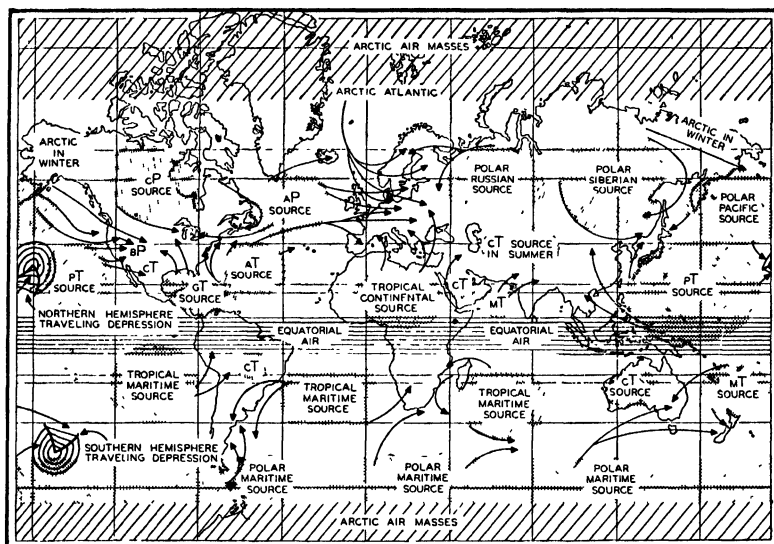 ARCTIC AIR MASSES
ARCTIC ATLANTIC
ARCTIC
IN
WINTER
ARCTIC IN
WINTER
cP
SOURCE
aP
SOURCE
POLAR
RUSSIAN
SOURCE
POLAR
SIBERIAN
SOURCE
POLAR
PACIFIC
SOURCE
BP
cT
pT
SOURCE
GT
SOURCE
aT
SOURCE
TROPICAL
CONTINENTAL
SOURCE
cT SOURCE
IN SUMMER
cT
MT
pT
SOURCE
NORTHERN HEMISPHERE
TRAVELING DEPRESSION
EQUATORIAL
AIR
EQUATORIAL
AIR
TROPICAL
MARITIME
SOURCE
cT
TROPICAL
MARITIME
SOURCE
TROPICAL
MARITIME
SOURCE
cT
SOURCE
MT
SOURCE
SOUTHERN HEMISPHERE
TRAVELING DEPRESSION
POLAR
MARITIME
SOURCE
POLAR
MARITIME
SOURCE
POLAR
MARITIME
SOURCE
ARCTIC AIR MASSES